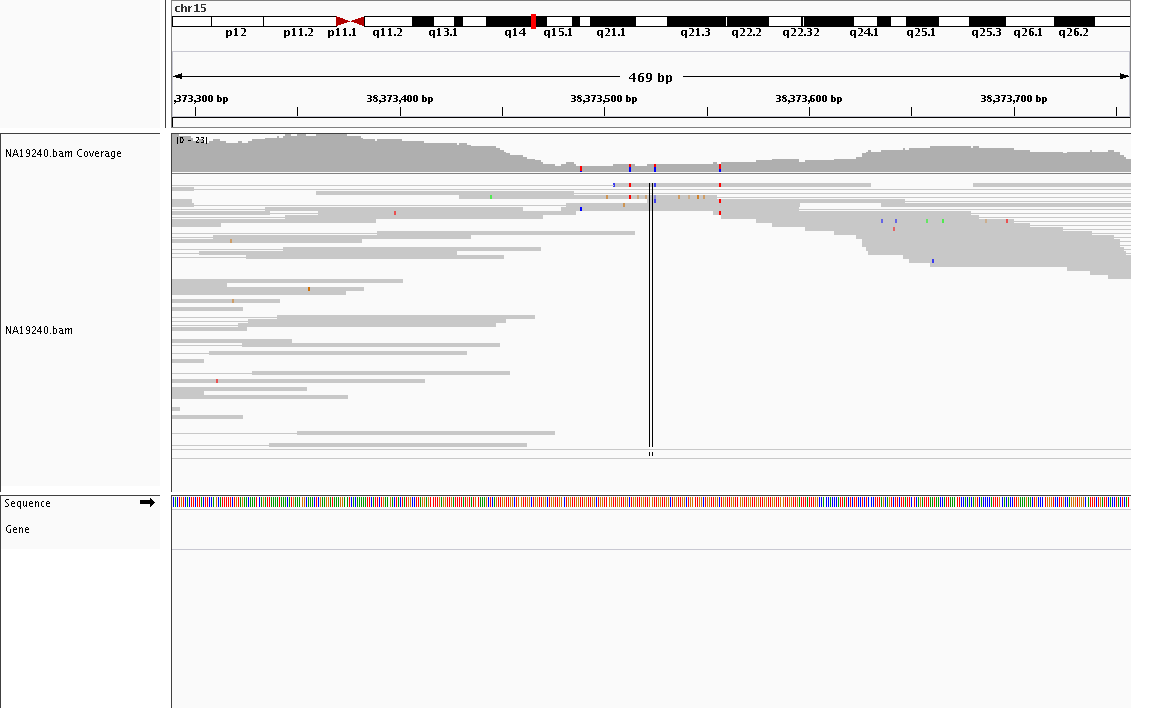 chr15
p12 p11.2 p11.1 q11.2 q13.1 q14 q15.1 q21.1 q21.3 q22.2 q22.32 q24.1 q25.1 q25.3 q26.1 q26.2
469 bp
,373,300 bp 38,373,400 bp 38,373,500 bp 38,373,600 bp 38,373,700 bp
[0 - 23]
NA19240.bam Coverage
NA19240.bam
Sequence
Gene